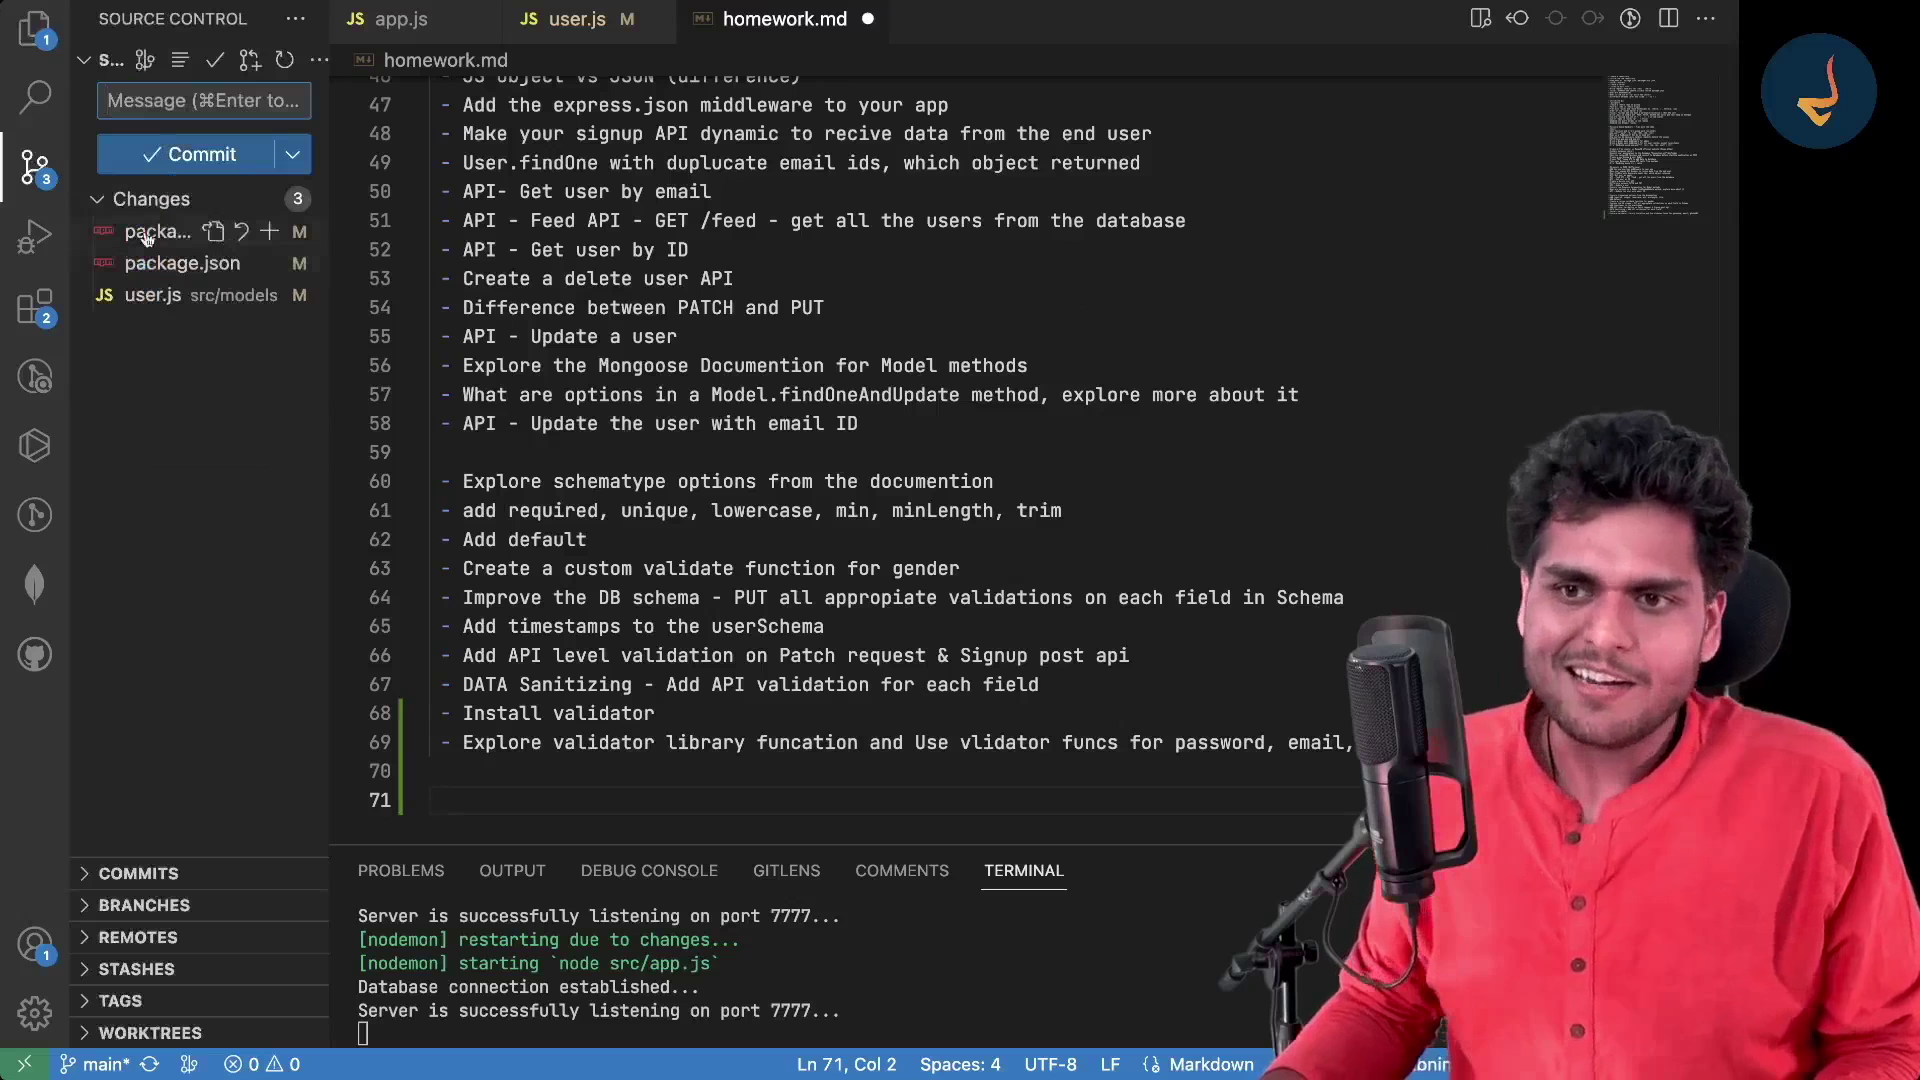 SOURCE CONTROL
JS app.js
JS user.js M
homework.md
S...
homework.md
Message (⌘Enter to...
Commit
Changes 3
packa... M
package.json M
JS user.js src/models M
1
3
2
1
46 - JS object vs JSON (difference)
47 - Add the express.json middleware to your app
48 - Make your signup API dynamic to recive data from the end user
49 - User.findOne with duplucate email ids, which object returned
50 - API- Get user by email
51 - API - Feed API - GET /feed - get all the users from the database
52 - API - Get user by ID
53 - Create a delete user API
54 - Difference between PATCH and PUT
55 - API - Update a user
56 - Explore the Mongoose Documention for Model methods
57 - What are options in a Model.findOneAndUpdate method, explore more about it
58 - API - Update the user with email ID
59
60 - Explore schematype options from the documention
61 - add required, unique, lowercase, min, minLength, trim
62 - Add default
63 - Create a custom validate function for gender
64 - Improve the DB schema - PUT all appropiate validations on each field in Schema
65 - Add timestamps to the userSchema
66 - Add API level validation on Patch request & Signup post api
67 - DATA Sanitizing - Add API validation for each field
68 - Install validator
69 - Explore validator library funcation and Use vlidator funcs for password, email,
70
71
COMMITS
BRANCHES
REMOTES
STASHES
TAGS
WORKTREES
PROBLEMS OUTPUT DEBUG CONSOLE GITLENS COMMENTS TERMINAL
Server is successfully listening on port 7777...
[nodemon] restarting due to changes...
[nodemon] starting `node src/app.js`
Database connection established...
Server is successfully listening on port 7777...
main* 0 0 Ln 71, Col 2 Spaces: 4 UTF-8 LF {} Markdown